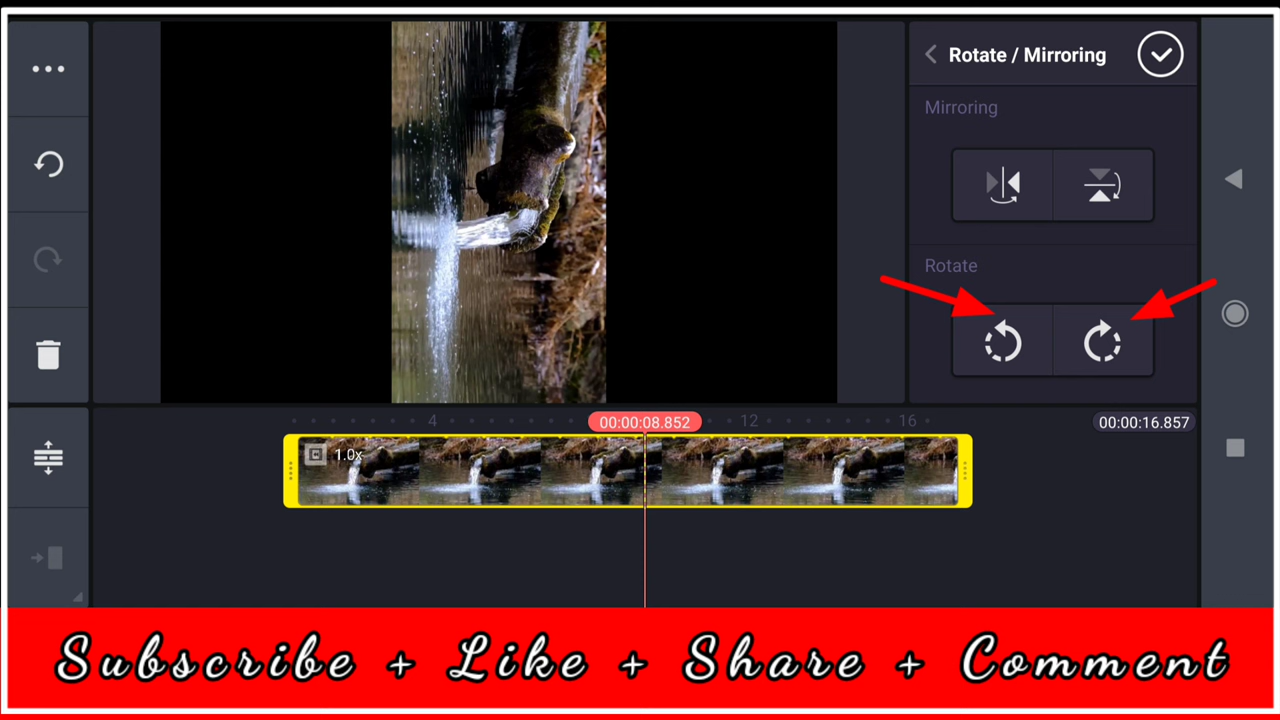 Rotate / Mirroring
Mirroring
Rotate
4
00:00:08.852
12
16
00:00:16.857
1.0x
Subscribe + Like + Share + Comment